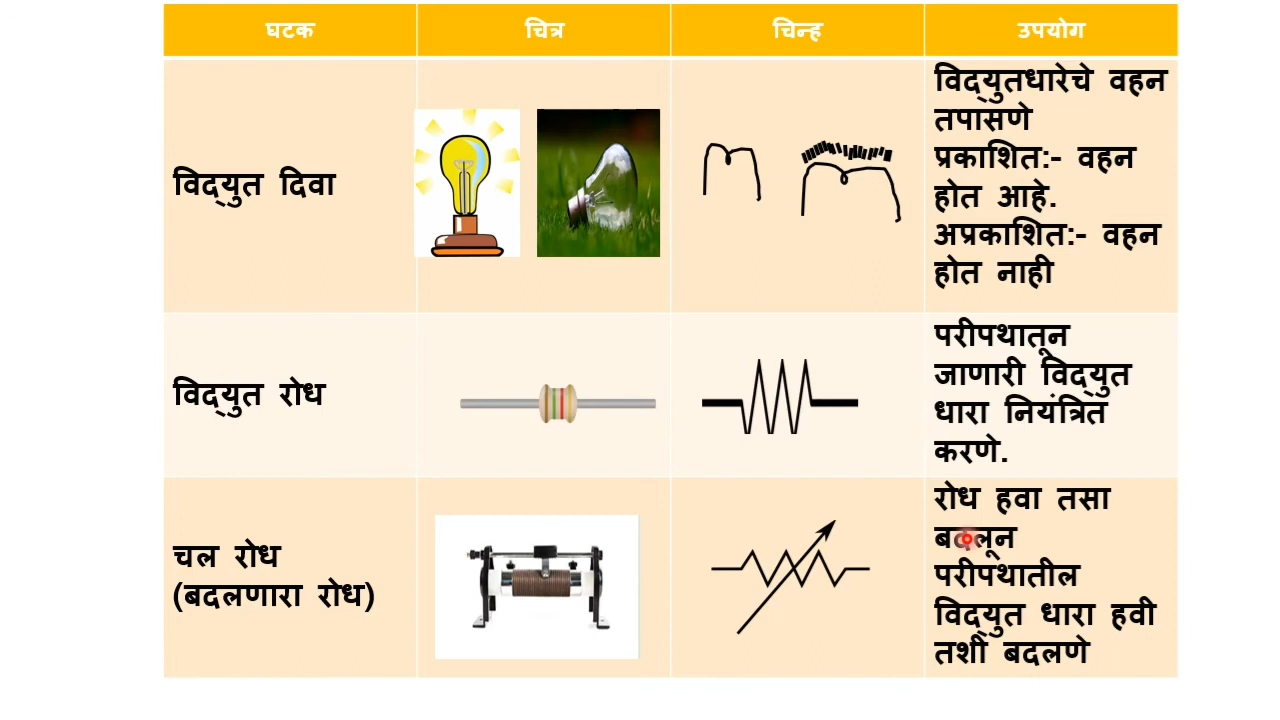 घटक
चित्र
चिन्ह
उपयोग
विद्‌युत दिवा
विद्‌युतधारेचे वहन
तपासणे
प्रकाशित:- वहन
होत आहे.
अप्रकाशित:- वहन
होत नाही
विद्‌युत रोध
परीपथातून
जाणारी विद्‌युत
धारा नियंत्रित
करणे.
चल रोध
(बदलणारा रोध)
रोध हवा तसा
बदलून
परीपथातील
विद्‌युत धारा हवी
तशी बदलणे